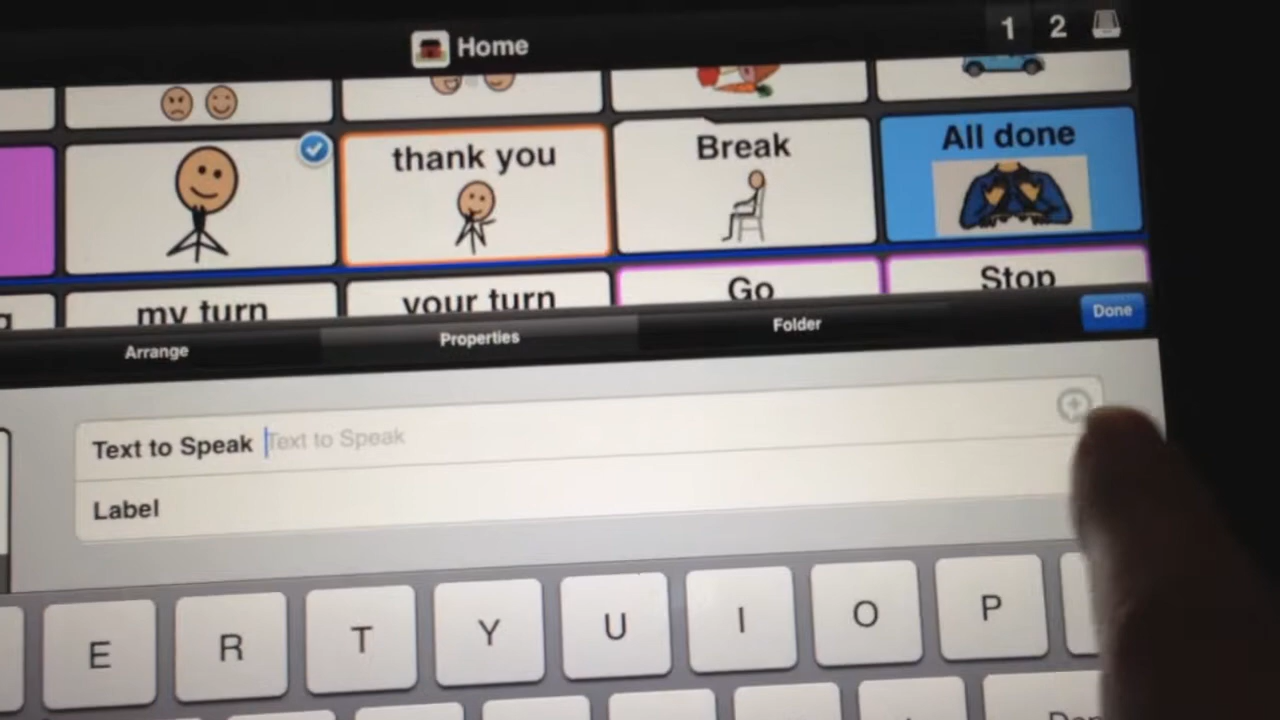 Home
1 2
thank you
Break
All done
my turn
your turn
Go
Stop
Arrange
Properties
Folder
Done
Text to Speak Text to Speak
Label
E R T Y U I O P